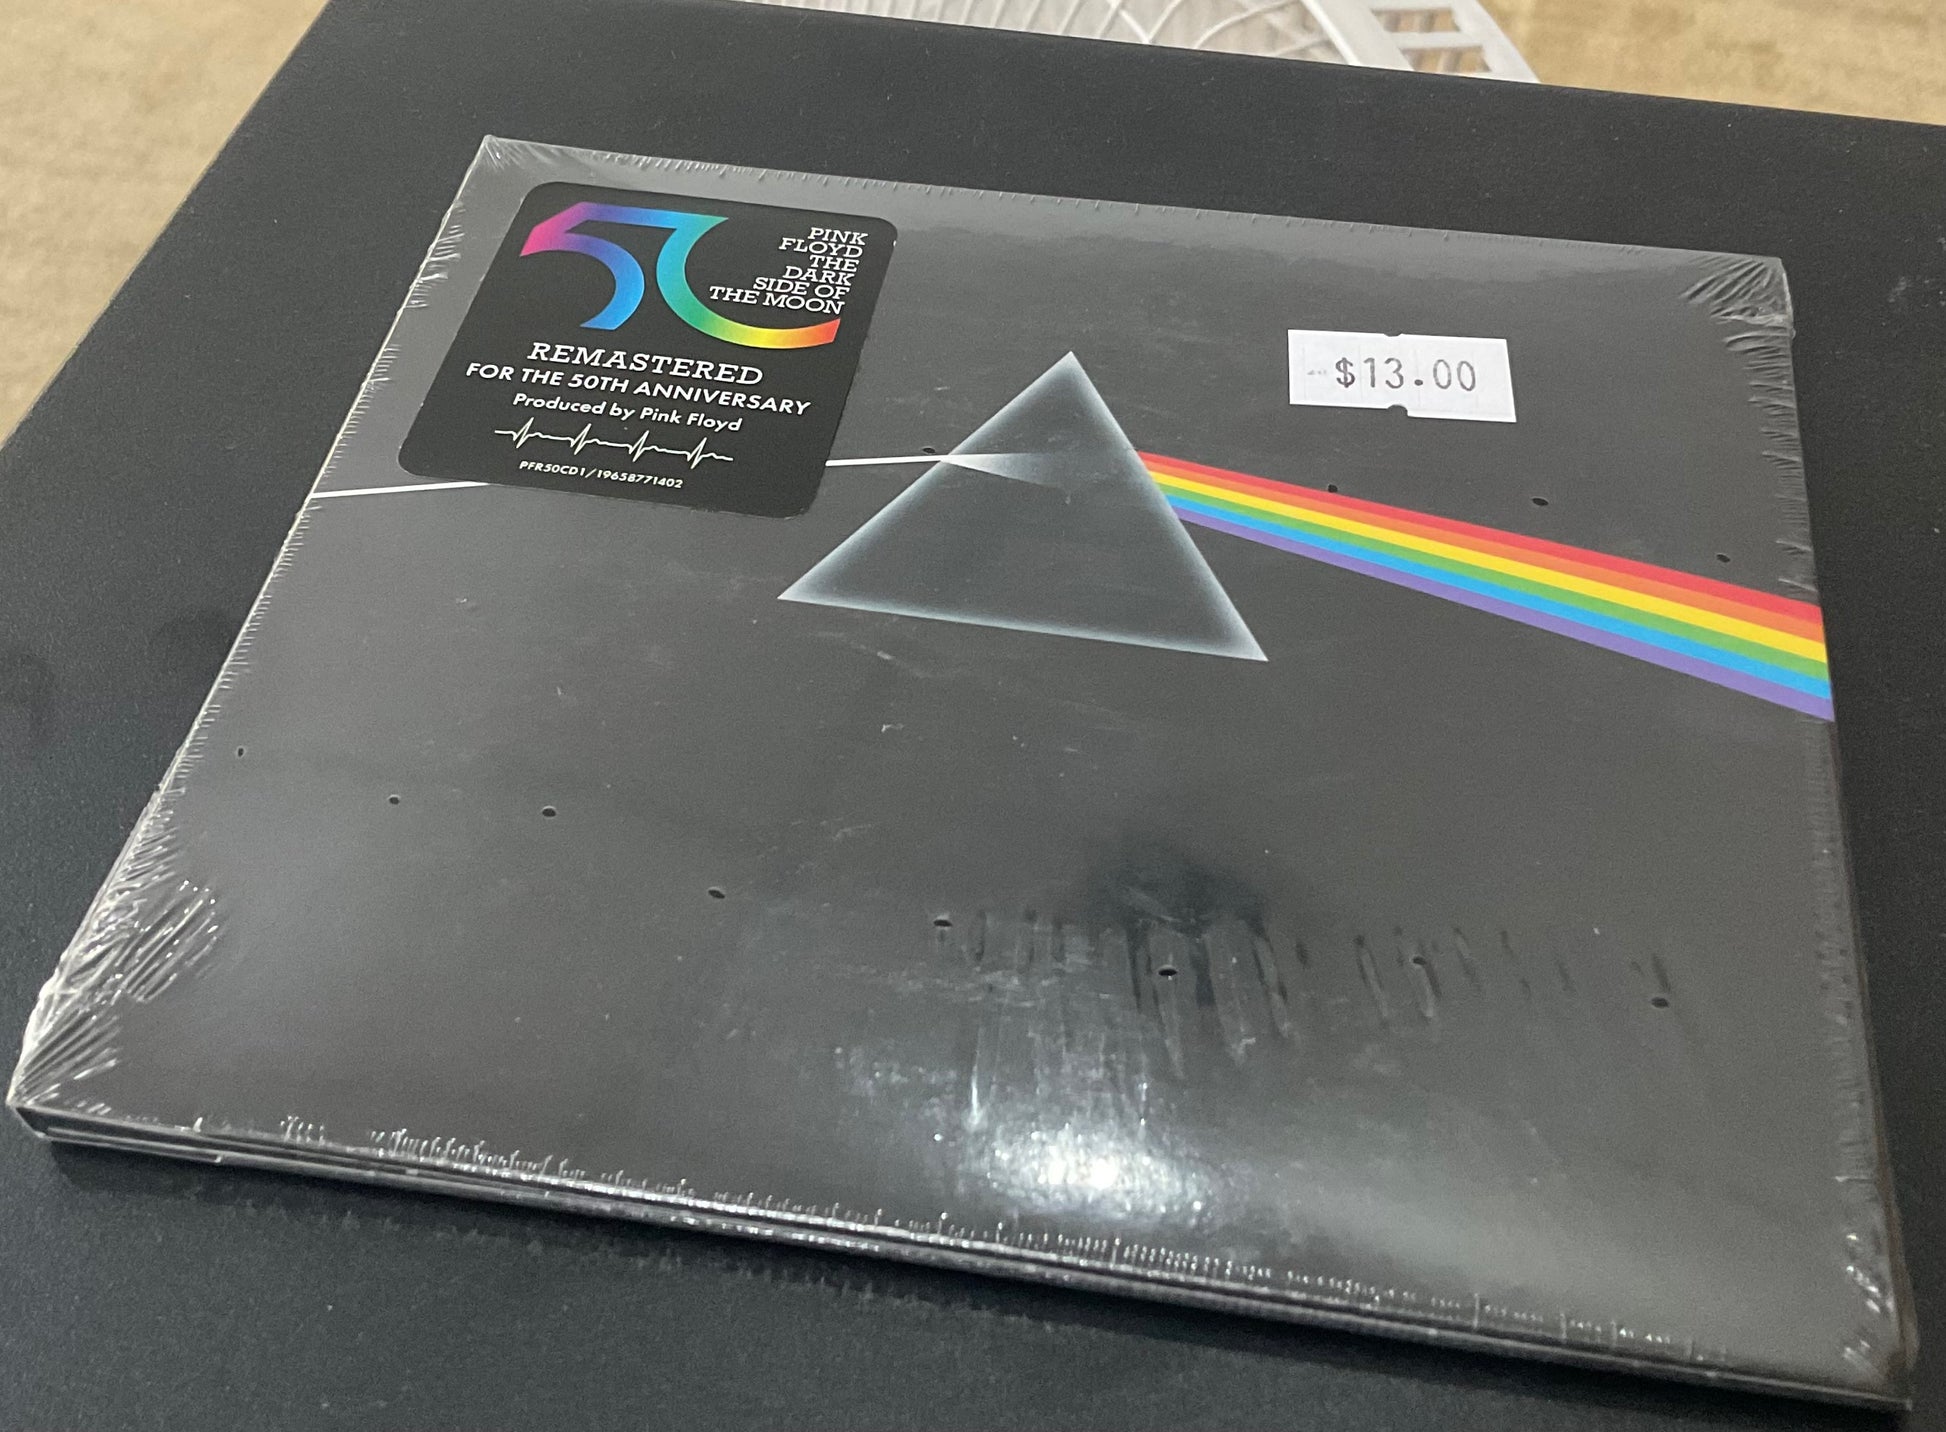 50
PINK
FLOYD
THE
DARK
SIDE OF
THE MOON
REMASTERED
FOR THE 50TH ANNIVERSARY
Produced by Pink Floyd
PFR50CD1/19658771402
$13.00